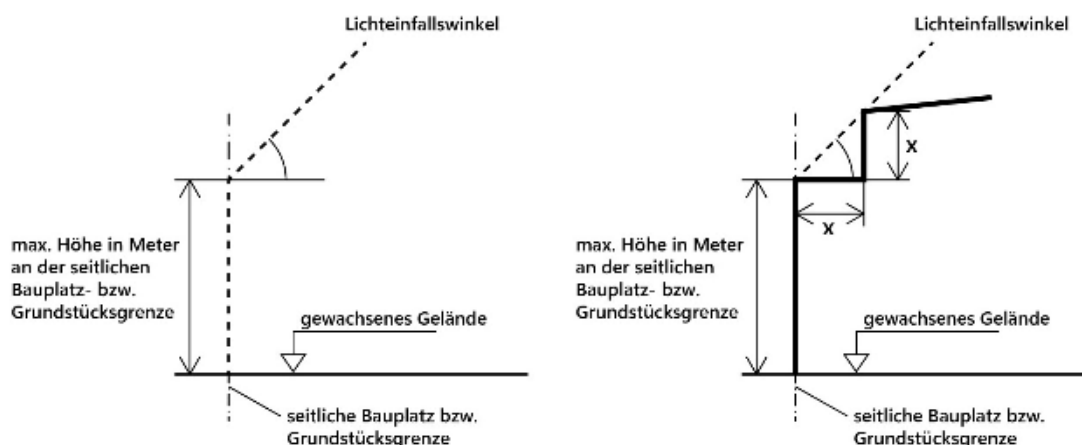 Lichteinfallswinkel
max. Höhe in Meter
an der seitlichen
Bauplatz- bzw.
Grundstücksgrenze
gewachsenes Gelände
seitliche Bauplatz bzw.
Grundstücksgrenze
Lichteinfallswinkel
x
x
max. Höhe in Meter
an der seitlichen
Bauplatz- bzw.
Grundstücksgrenze
gewachsenes Gelände
seitliche Bauplatz bzw.
Grundstücksgrenze